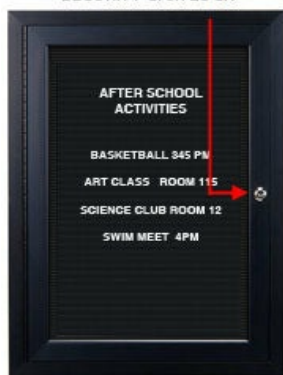 AFTER SCHOOL
ACTIVITIES
BASKETBALL 345 PM
ART CLASS ROOM 115
SCIENCE CLUB ROOM 12
SWIM MEET 4PM